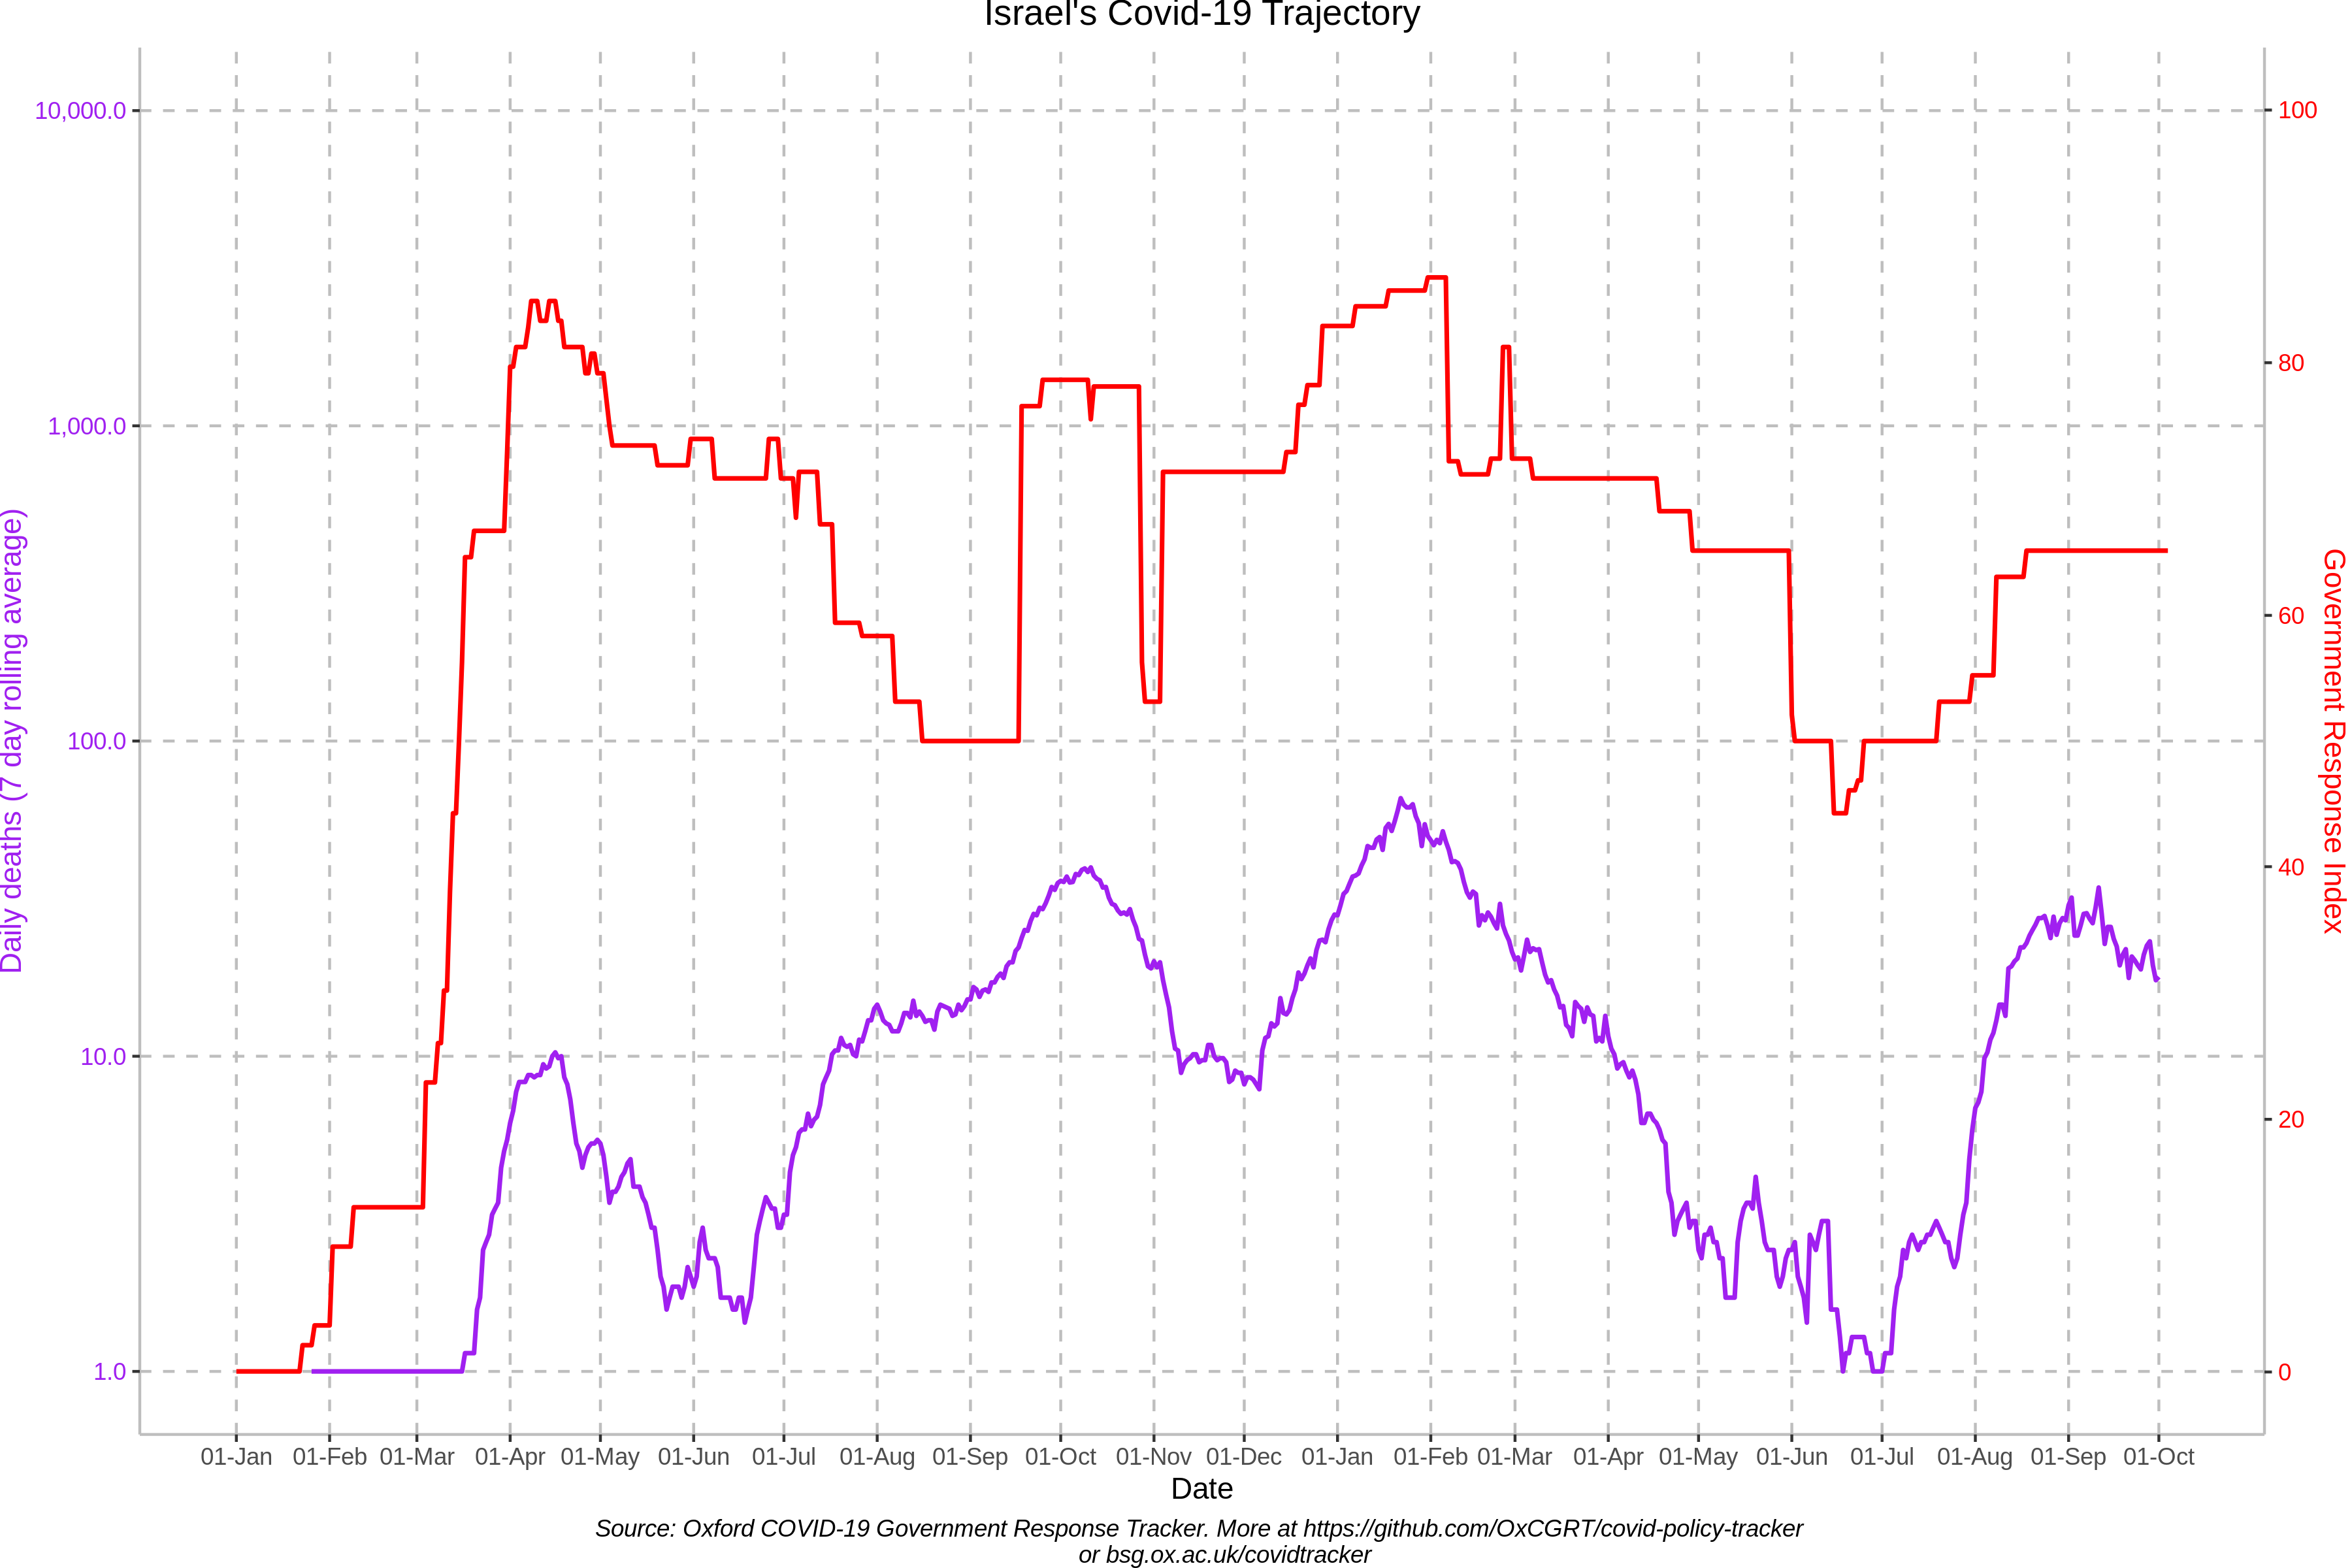 Israel's Covid-19 Trajectory
10,000.0
1,000.0
100.0
10.0
1.0
Daily deaths (7 day rolling average)
100
80
60
40
20
0
Government Response Index
01-Jan 01-Feb 01-Mar 01-Apr 01-May 01-Jun 01-Jul 01-Aug 01-Sep 01-Oct 01-Nov 01-Dec 01-Jan 01-Feb 01-Mar 01-Apr 01-May 01-Jun 01-Jul 01-Aug 01-Sep 01-Oct
Date
Source: Oxford COVID-19 Government Response Tracker. More at https://github.com/OxCGRT/covid-policy-tracker
or bsg.ox.ac.uk/covidtracker